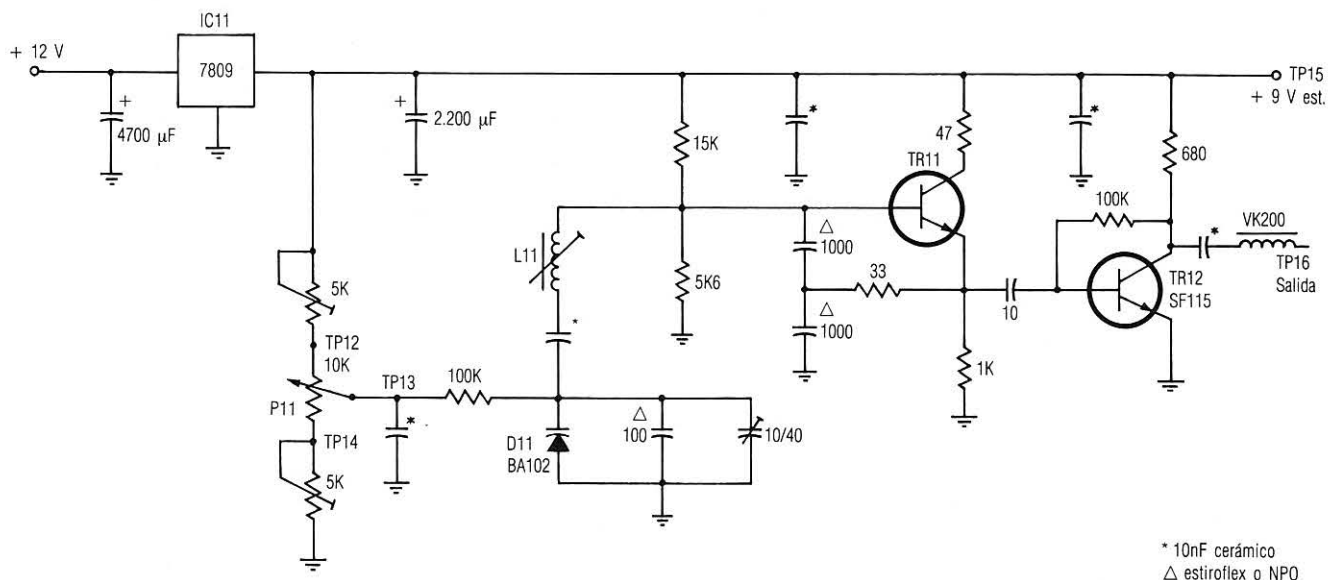 IC11
+ 12 V
7809
TP15
+ 9 V est.
+
4700 µF
+
2.200 µF
15K
*
47
*
680
TR11
100K
VK200
*
TP16
Salida
L11
5K6
△
1000
33
△
1000
10
TR12
SF115
5K
*
TP12
10K
TP13
100K
1K
P11
*
△
100
10/40
TP14
D11
BA102
5K
* 10nF cerámico
△ estiroflex o NPO